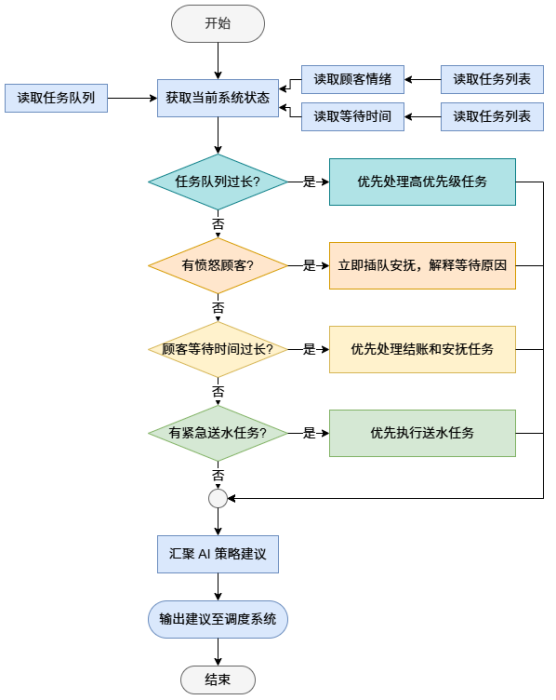 开始
读取任务队列
获取当前系统状态
读取顾客情绪
读取任务列表
读取等待时间
读取任务列表
任务队列过长?
是
优先处理高优先级任务
否
有愤怒顾客?
是
立即插队安抚，解释等待原因
否
顾客等待时间过长?
是
优先处理结账和安抚任务
否
有紧急送水任务?
是
优先执行送水任务
否
汇聚 AI 策略建议
输出建议至调度系统
结束